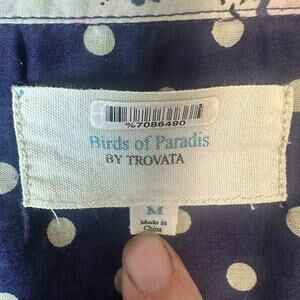 %7086490
Birds of Paradis
BY TROVATA
M
Made in
China